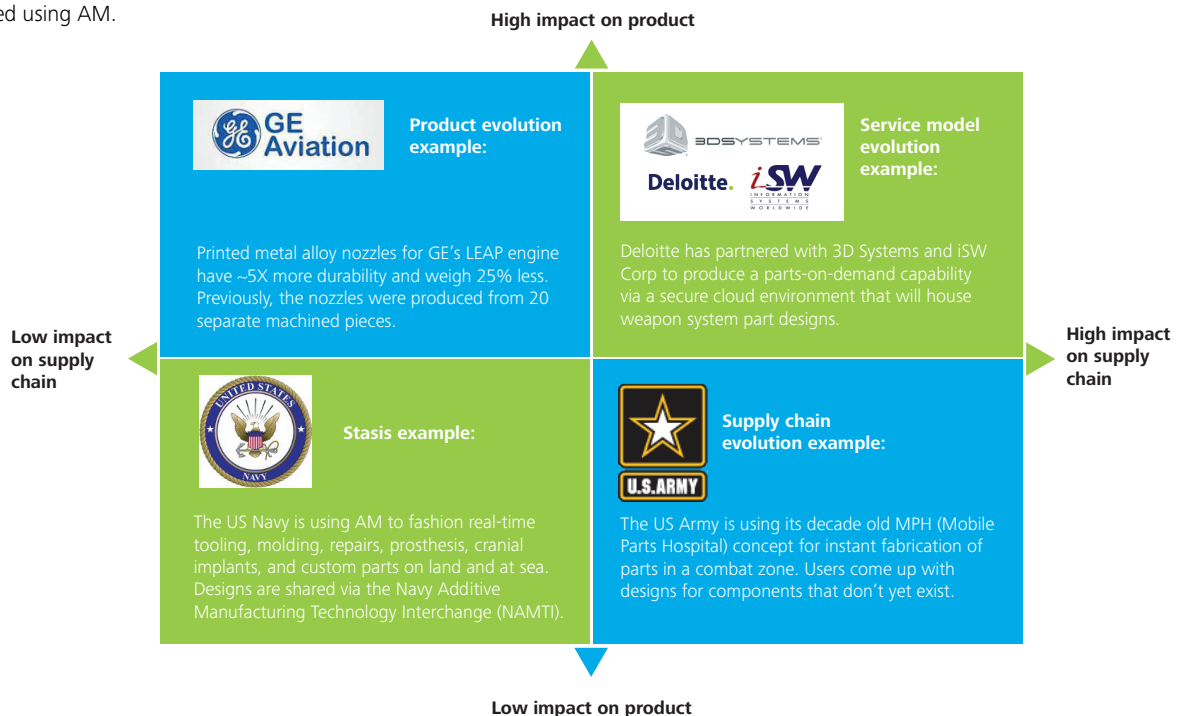 ed using AM.
High impact on product
GE
Aviation
Product evolution
example:
Printed metal alloy nozzles for GE's LEAP engine
have ~5X more durability and weigh 25% less.
Previously, the nozzles were produced from 20
separate machined pieces.
3DSYSTEMS
Deloitte.
iSW
INFORMATION
SYSTEMS
WORLDWIDE
Service model
evolution
example:
Deloitte has partnered with 3D Systems and iSW
Corp to produce a parts-on-demand capability
via a secure cloud environment that will house
weapon system part designs.
Low impact
on supply
chain
High impact
on supply
chain
UNITED STATES
NAVY
Stasis example:
The US Navy is using AM to fashion real-time
tooling, molding, repairs, prosthesis, cranial
implants, and custom parts on land and at sea.
Designs are shared via the Navy Additive
Manufacturing Technology Interchange (NAMTI).
U.S.ARMY
Supply chain
evolution example:
The US Army is using its decade old MPH (Mobile
Parts Hospital) concept for instant fabrication of
parts in a combat zone. Users come up with
designs for components that don't yet exist.
Low impact on product